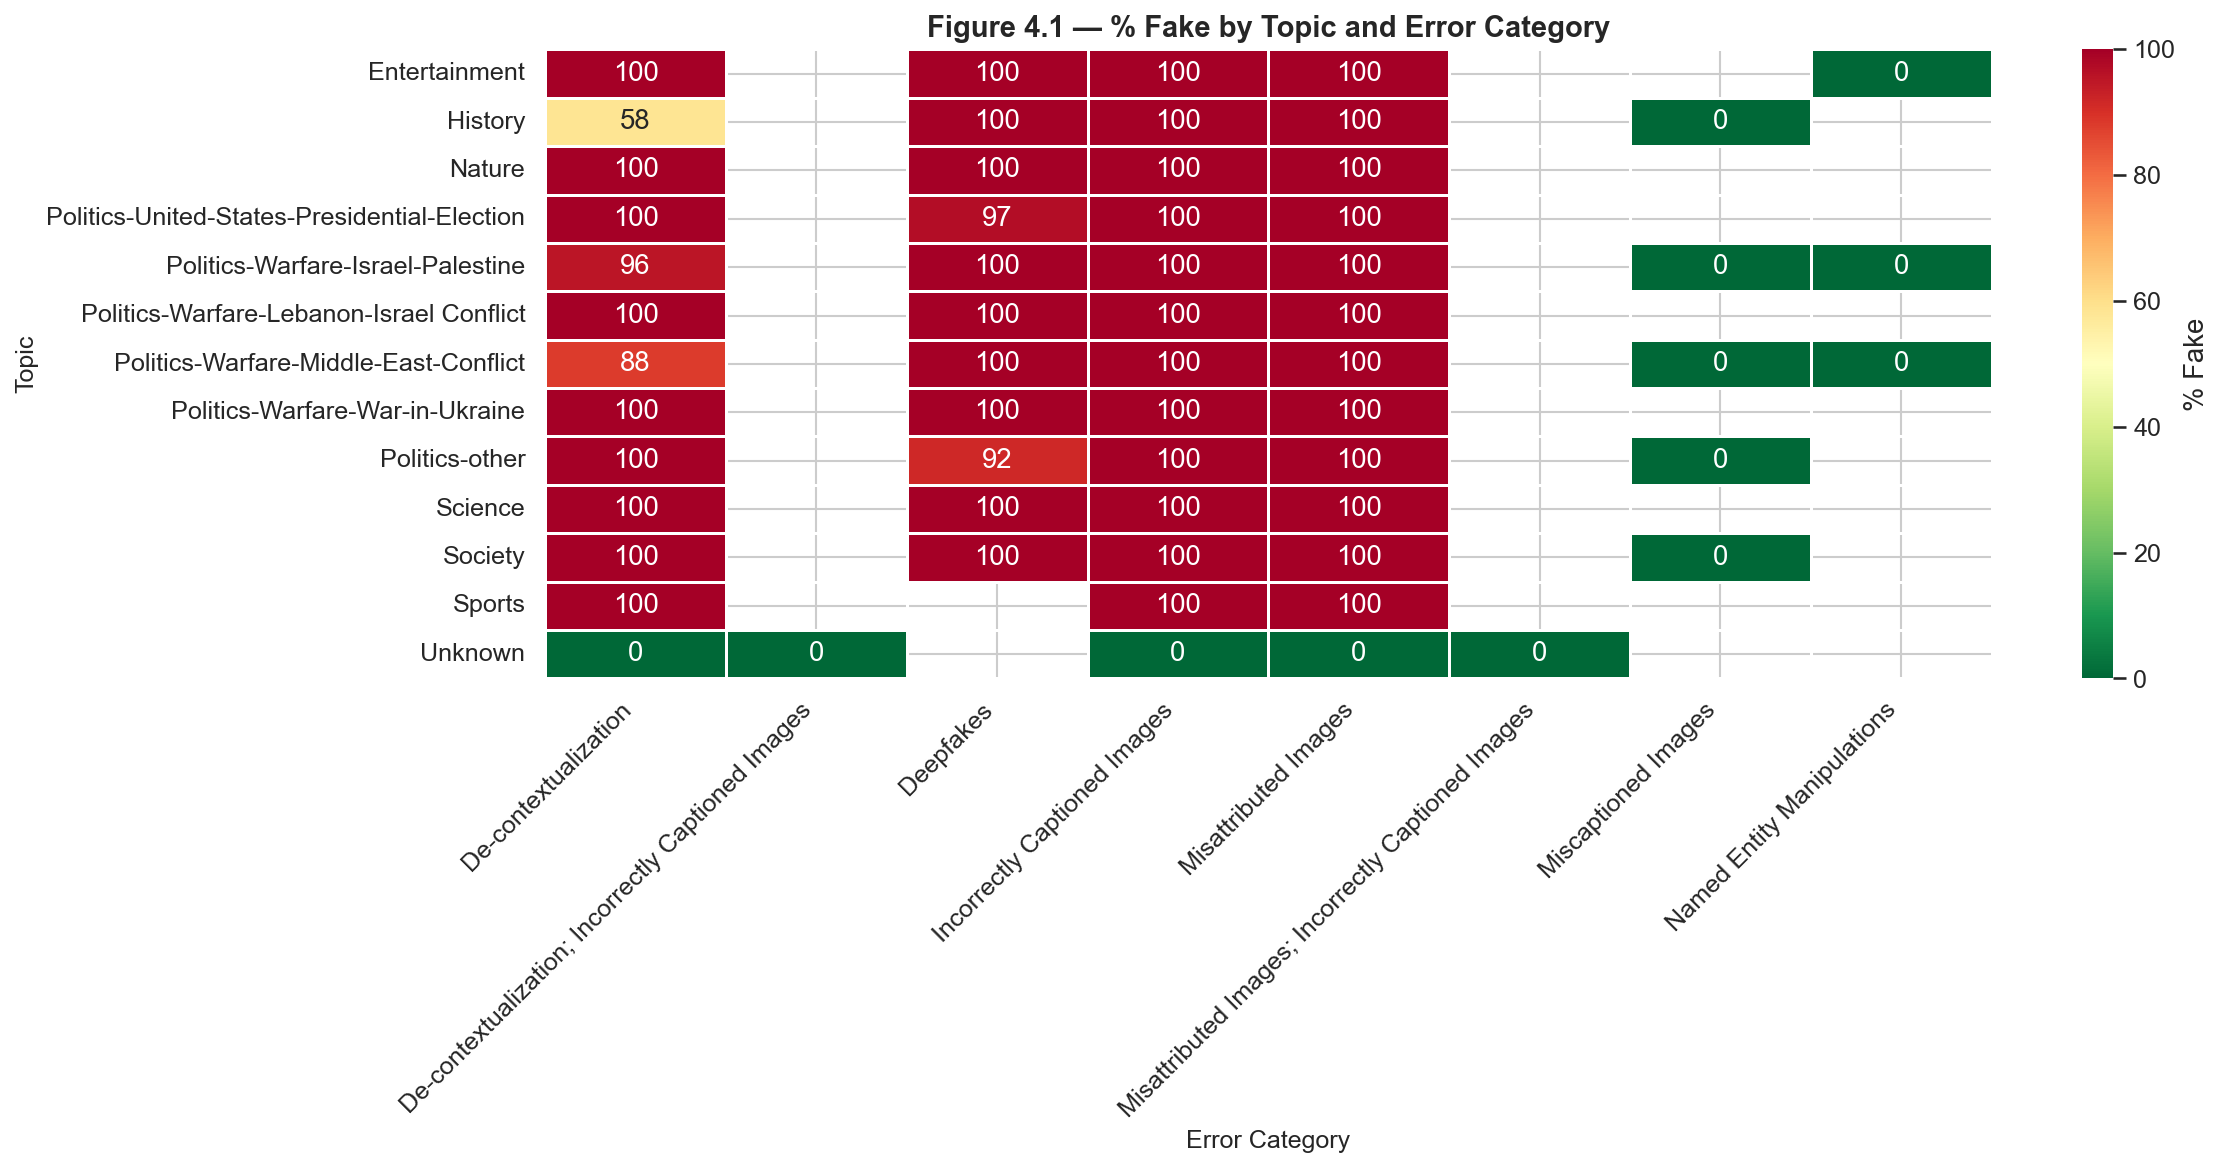 Figure 4.1 — % Fake by Topic and Error Category
Entertainment 100 100 100 100 0
History 58 100 100 100 0
Nature 100 100 100 100
Politics-United-States-Presidential-Election 100 97 100 100
Politics-Warfare-Israel-Palestine 96 100 100 100 0 0
Politics-Warfare-Lebanon-Israel Conflict 100 100 100 100
Politics-Warfare-Middle-East-Conflict 88 100 100 100 0 0
Politics-Warfare-War-in-Ukraine 100 100 100 100
Politics-other 100 92 100 100 0
Science 100 100 100 100
Society 100 100 100 100 0
Sports 100 100 100
Unknown 0 0 0 0 0
Topic
De-contextualization
De-contextualization; Incorrectly Captioned Images
Deepfakes
Incorrectly Captioned Images
Misattributed Images
Misattributed Images; Incorrectly Captioned Images
Miscaptioned Images
Named Entity Manipulations
Error Category
100
80
60
40
20
0
% Fake